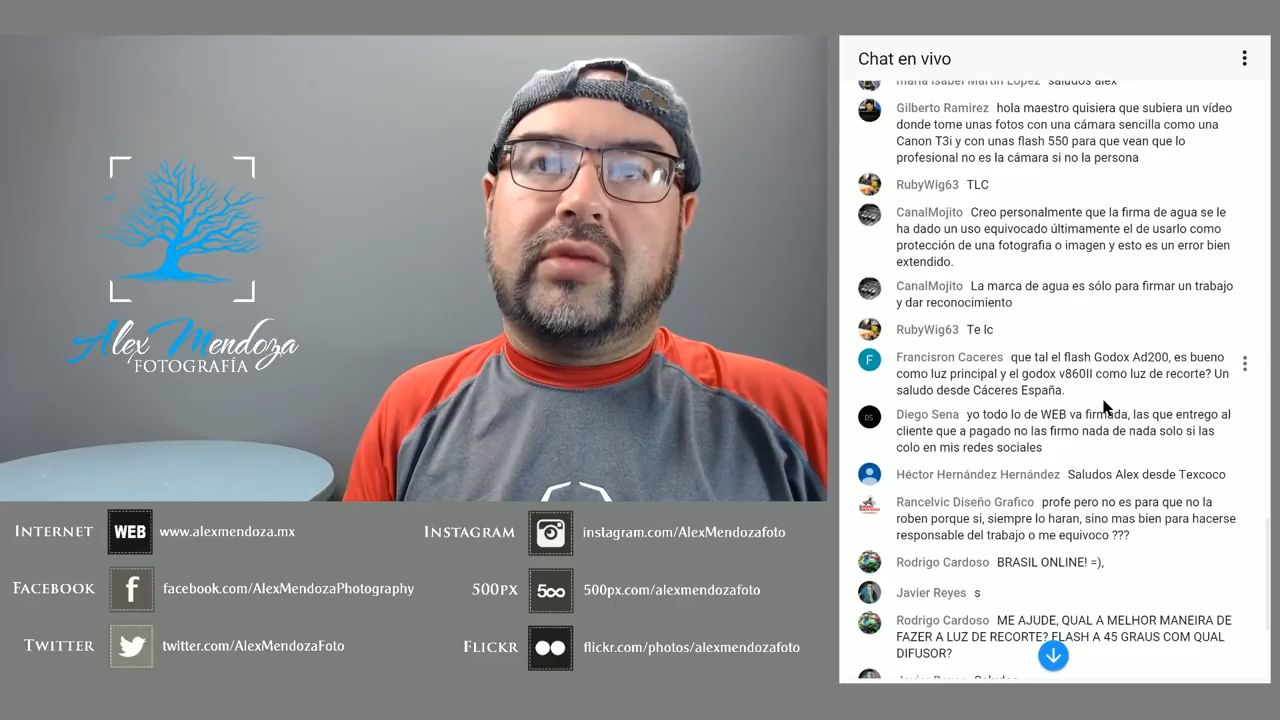 Alex Mendoza
FOTOGRAFÍA
INTERNET
WEB
www.alexmendoza.mx
INSTAGRAM
instagram.com/AlexMendozafoto
FACEBOOK
f
facebook.com/AlexMendozaPhotography
500PX
500
500px.com/alexmendozafoto
TWITTER
twitter.com/AlexMendozaFoto
FLICKR
flickr.com/photos/alexmendozafoto
Chat en vivo
maria Isabel Martin Lopez saludos alex
Gilberto Ramirez hola maestro quisiera que subiera un vídeo
donde tome unas fotos con una cámara sencilla como una
Canon T3i y con unas flash 550 para que vean que lo
profesional no es la cámara si no la persona
RubyWig63 TLC
CanalMojito Creo personalmente que la firma de agua se le
ha dado un uso equivocado últimamente el de usarlo como
protección de una fotografia o imagen y esto es un error bien
extendido.
CanalMojito La marca de agua es sólo para firmar un trabajo
y dar reconocimiento
RubyWig63 Te lc
F
Francisron Caceres que tal el flash Godox Ad200, es bueno
como luz principal y el godox v860II como luz de recorte? Un
saludo desde Cáceres España.
DS
Diego Sena yo todo lo de WEB va firmada, las que entrego al
cliente que a pagado no las firmo nada de nada solo si las
colo en mis redes sociales
Héctor Hernández Hernández Saludos Alex desde Texcoco
Rancelvic Diseño Grafico profe pero no es para que no la
roben porque si, siempre lo haran, sino mas bien para hacerse
responsable del trabajo o me equivoco ???
Rodrigo Cardoso BRASIL ONLINE! =),
Javier Reyes s
Rodrigo Cardoso ME AJUDE, QUAL A MELHOR MANEIRA DE
FAZER A LUZ DE RECORTE? FLASH A 45 GRAUS COM QUAL
DIFUSOR?